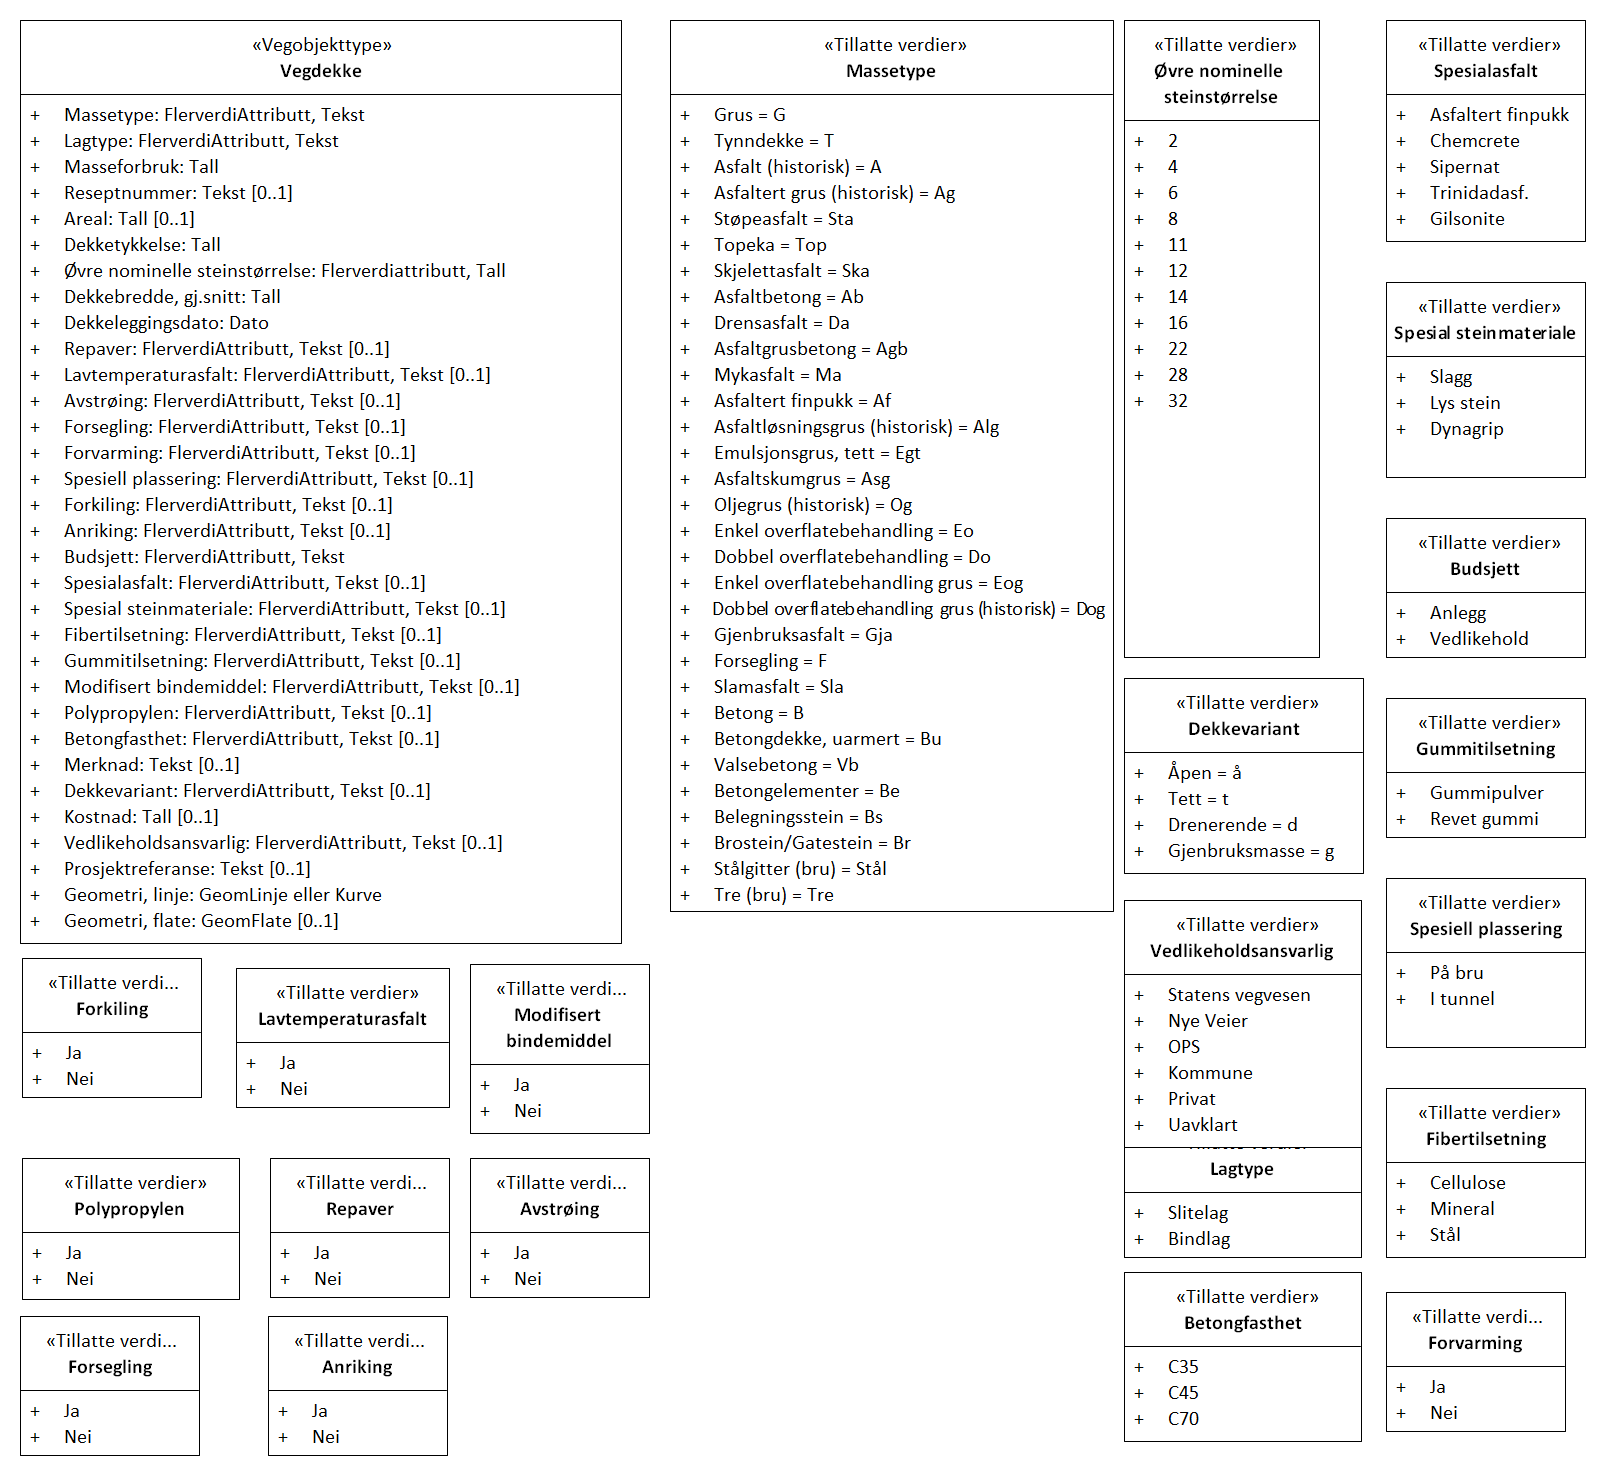 «Vegobjekttype»
Vegdekke
+ Massetype: FlerverdiAttributt, Tekst
+ Lagtype: FlerverdiAttributt, Tekst
+ Masseforbruk: Tall
+ Reseptnummer: Tekst [0..1]
+ Areal: Tall [0..1]
+ Dekketykkelse: Tall
+ Øvre nominelle steinstørrelse: Flerverdiattributt, Tall
+ Dekkebredde, gj.snitt: Tall
+ Dekkeleggingsdato: Dato
+ Repaver: FlerverdiAttributt, Tekst [0..1]
+ Lavtemperaturasfalt: FlerverdiAttributt, Tekst [0..1]
+ Avstrøing: FlerverdiAttributt, Tekst [0..1]
+ Forsegling: FlerverdiAttributt, Tekst [0..1]
+ Forvarming: FlerverdiAttributt, Tekst [0..1]
+ Spesiell plassering: FlerverdiAttributt, Tekst [0..1]
+ Forkiling: FlerverdiAttributt, Tekst [0..1]
+ Anriking: FlerverdiAttributt, Tekst [0..1]
+ Budsjett: FlerverdiAttributt, Tekst
+ Spesialasfalt: FlerverdiAttributt, Tekst [0..1]
+ Spesial steinmateriale: FlerverdiAttributt, Tekst [0..1]
+ Fibertilsetning: FlerverdiAttributt, Tekst [0..1]
+ Gummitilsetning: FlerverdiAttributt, Tekst [0..1]
+ Modifisert bindemiddel: FlerverdiAttributt, Tekst [0..1]
+ Polypropylen: FlerverdiAttributt, Tekst [0..1]
+ Betongfasthet: FlerverdiAttributt, Tekst [0..1]
+ Merknad: Tekst [0..1]
+ Dekkevariant: FlerverdiAttributt, Tekst [0..1]
+ Kostnad: Tall [0..1]
+ Vedlikeholdsansvarlig: FlerverdiAttributt, Tekst [0..1]
+ Prosjektreferanse: Tekst [0..1]
+ Geometri, linje: GeomLinje eller Kurve
+ Geometri, flate: GeomFlate [0..1]
«Tillatte verdier»
Massetype
+ Grus = G
+ Tynndekke = T
+ Asfalt (historisk) = A
+ Asfaltert grus (historisk) = Ag
+ Støpeasfalt = Sta
+ Topeka = Top
+ Skjelettasfalt = Ska
+ Asfaltbetong = Ab
+ Drensasfalt = Da
+ Asfaltgrusbetong = Agb
+ Mykasfalt = Ma
+ Asfaltert finpukk = Af
+ Asfaltløsningsgrus (historisk) = Alg
+ Emulsjonsgrus, tett = Egt
+ Asfaltskumgrus = Asg
+ Oljegrus (historisk) = Og
+ Enkel overflatebehandling = Eo
+ Dobbel overflatebehandling = Do
+ Enkel overflatebehandling grus = Eog
+ Dobbel overflatebehandling grus (historisk) = Dog
+ Gjenbruksasfalt = Gja
+ Forsegling = F
+ Slamasfalt = Sla
+ Betong = B
+ Betongdekke, uarmert = Bu
+ Valsebetong = Vb
+ Betongelementer = Be
+ Belegningsstein = Bs
+ Brostein/Gatestein = Br
+ Stålgitter (bru) = Stål
+ Tre (bru) = Tre
«Tillatte verdier»
Øvre nominelle
steinstørrelse
+ 2
+ 4
+ 6
+ 8
+ 11
+ 12
+ 14
+ 16
+ 22
+ 28
+ 32
«Tillatte verdier»
Spesialasfalt
+ Asfaltert finpukk
+ Chemcrete
+ Sipernat
+ Trinidadasf.
+ Gilsonite
«Tillatte verdier»
Spesial steinmateriale
+ Slagg
+ Lys stein
+ Dynagrip
«Tillatte verdier»
Budsjett
+ Anlegg
+ Vedlikehold
«Tillatte verdier»
Dekkevariant
+ Åpen = å
+ Tett = t
+ Drenerende = d
+ Gjenbruksmasse = g
«Tillatte verdier»
Gummitilsetning
+ Gummipulver
+ Revet gummi
«Tillatte verdier»
Vedlikeholdsansvarlig
+ Statens vegvesen
+ Nye Veier
+ OPS
+ Kommune
+ Privat
+ Uavklart
«Tillatte verdier»
Spesiell plassering
+ På bru
+ I tunnel
Lagtype
+ Slitelag
+ Bindlag
«Tillatte verdier»
Fibertilsetning
+ Cellulose
+ Mineral
+ Stål
«Tillatte verdier»
Betongfasthet
+ C35
+ C45
+ C70
«Tillatte verdi...
Forvarming
+ Ja
+ Nei
«Tillatte verdi...
Forkiling
+ Ja
+ Nei
«Tillatte verdier»
Lavtemperaturasfalt
+ Ja
+ Nei
«Tillatte verdi...
Modifisert
bindemiddel
+ Ja
+ Nei
«Tillatte verdier»
Polypropylen
+ Ja
+ Nei
«Tillatte verdi...
Repaver
+ Ja
+ Nei
«Tillatte verdi...
Avstrøing
+ Ja
+ Nei
«Tillatte verdi...
Forsegling
+ Ja
+ Nei
«Tillatte verdi...
Anriking
+ Ja
+ Nei